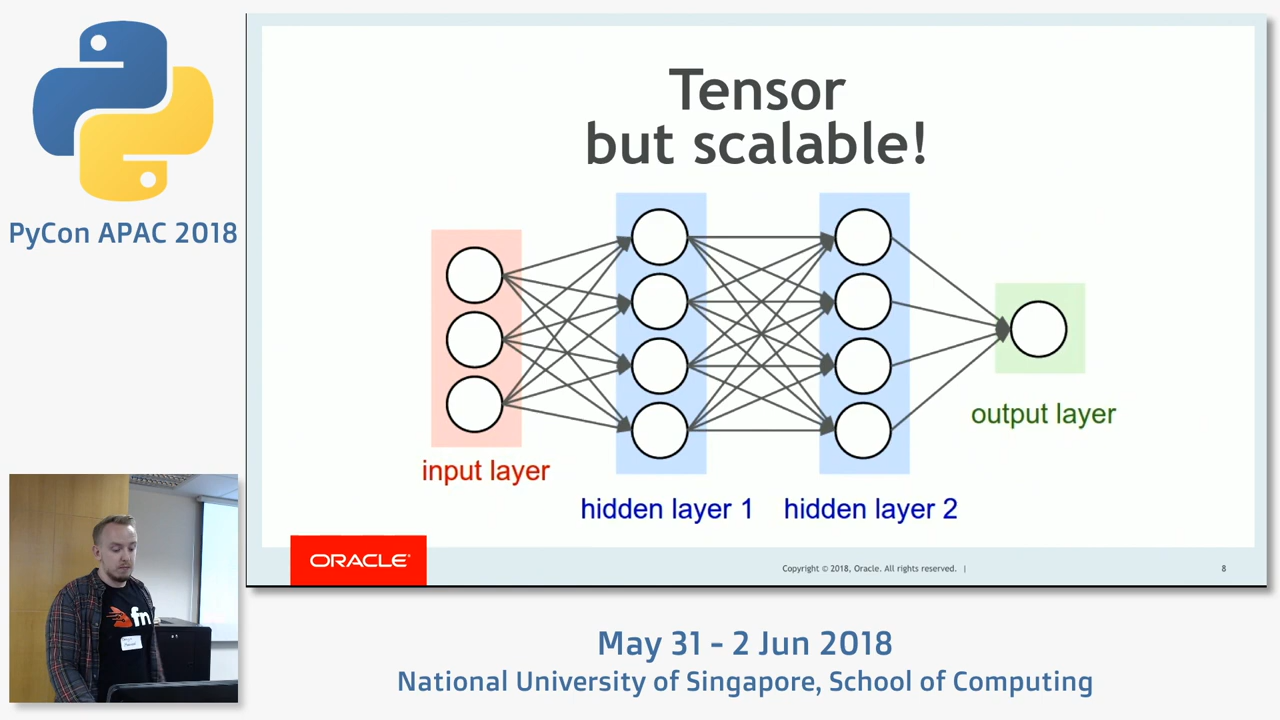 PyCon APAC 2018
Tensor
but scalable!
input layer
hidden layer 1
hidden layer 2
output layer
ORACLE®
Copyright © 2018, Oracle. All rights reserved. |
8
fn
May 31 - 2 Jun 2018
National University of Singapore, School of Computing